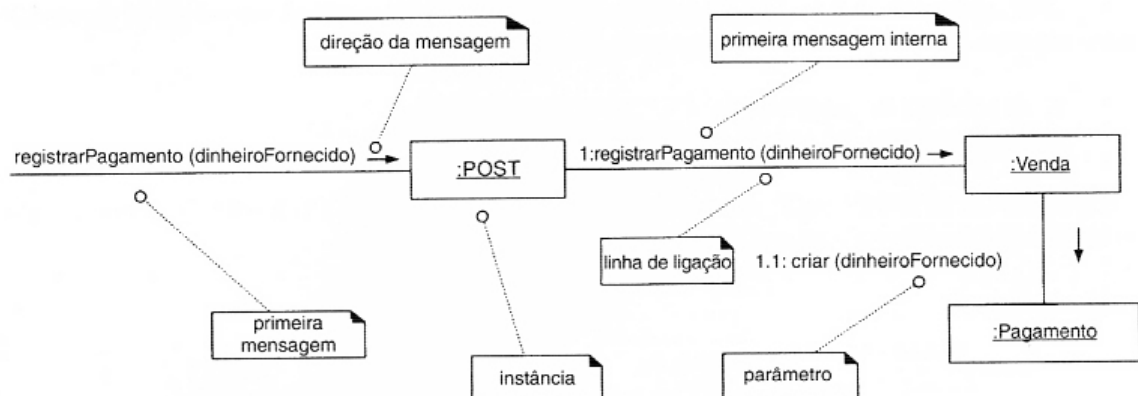 direção da mensagem
primeira mensagem interna
registrarPagamento (dinheiroFornecido)
:POST
1:registrarPagamento (dinheiroFornecido)
:Venda
linha de ligação
1.1: criar (dinheiroFornecido)
primeira
mensagem
:Pagamento
instância
parâmetro